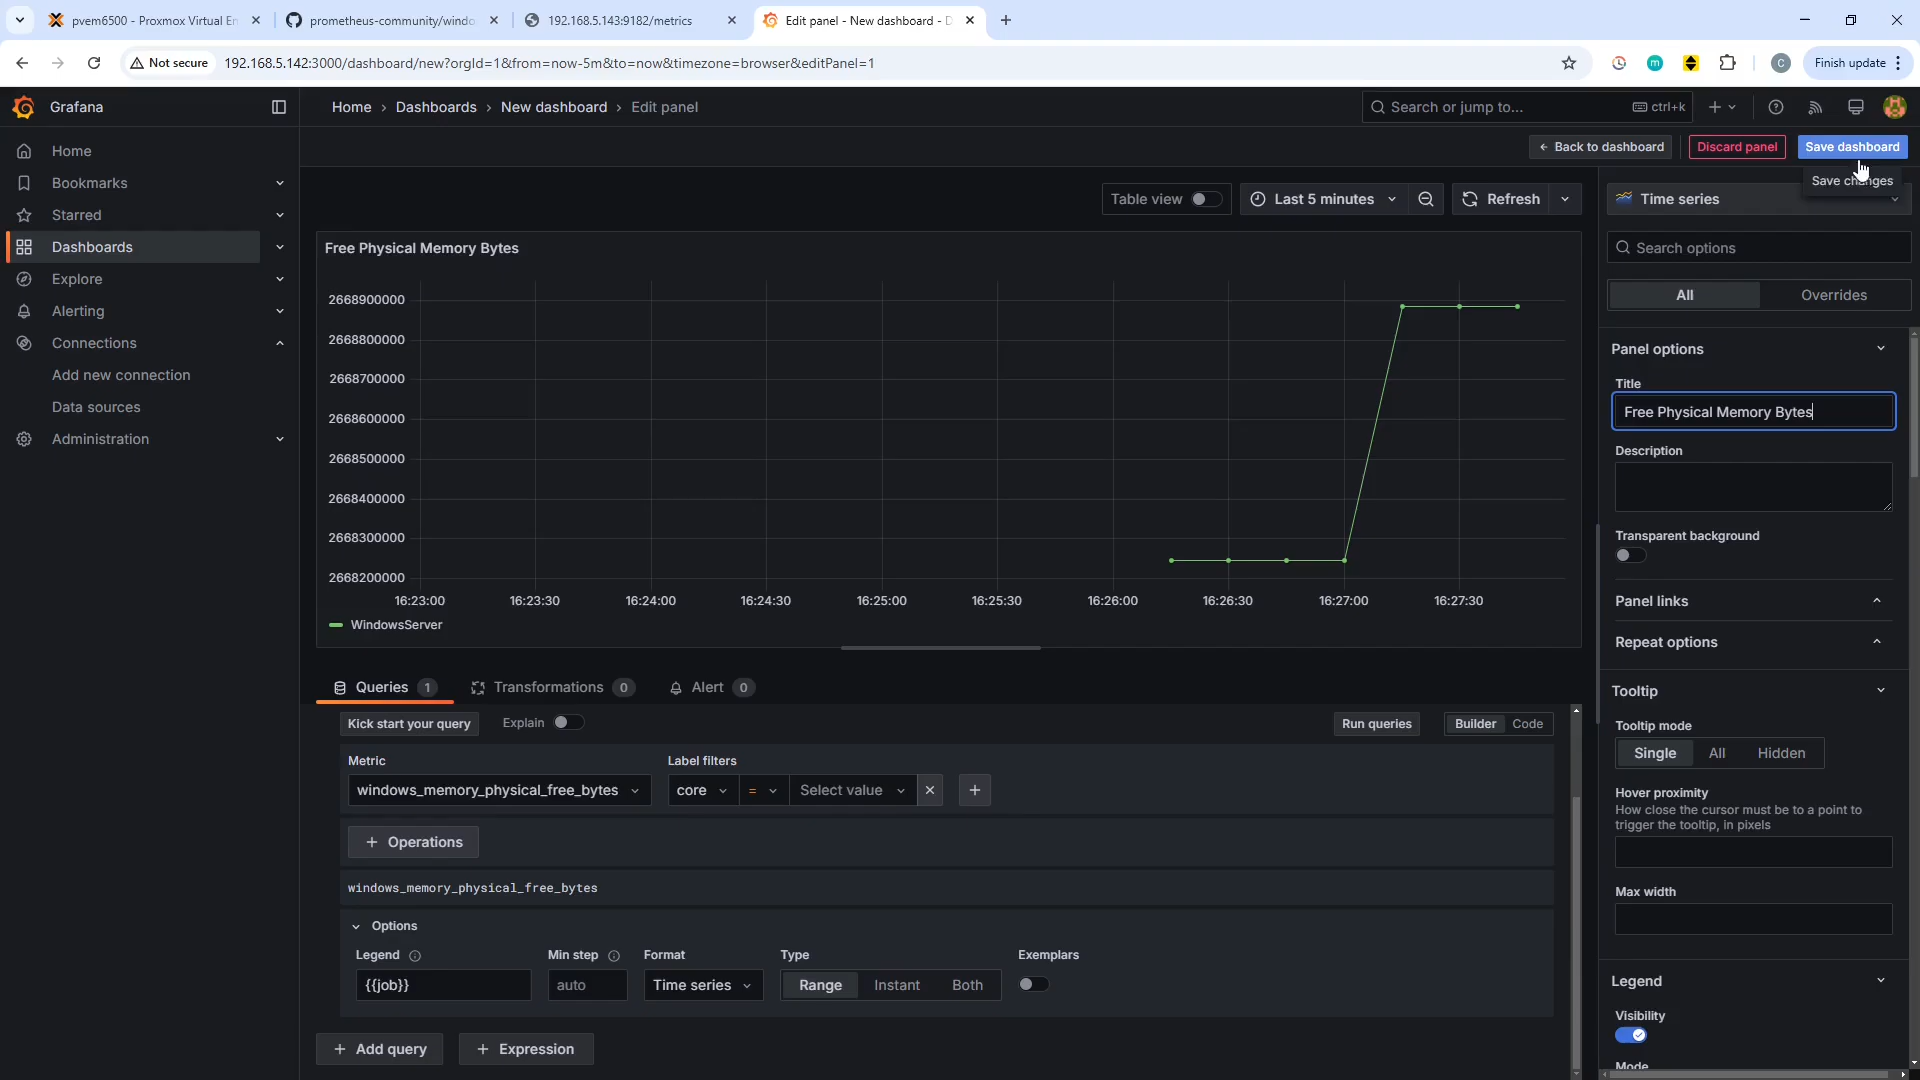 pvem6500 - Proxmox Virtual En
prometheus-community/windo
192.168.5.143:9182/metrics
Edit panel - New dashboard - D
Not secure
192.168.5.142:3000/dashboard/new?orgId=1&from=now-5m&to=now&timezone=browser&editPanel=1
m
C
Finish update
Grafana
Home › Dashboards › New dashboard › Edit panel
Search or jump to...
ctrl+k
Home
Bookmarks
Starred
Dashboards
Explore
Alerting
Connections
Add new connection
Data sources
Administration
Back to dashboard
Discard panel
Save dashboard
Save changes
Table view
Last 5 minutes
Refresh
Free Physical Memory Bytes
2668900000
2668800000
2668700000
2668600000
2668500000
2668400000
2668300000
2668200000
16:23:00 16:23:30 16:24:00 16:24:30 16:25:00 16:25:30 16:26:00 16:26:30 16:27:00 16:27:30
WindowsServer
Queries 1
Transformations 0
Alert 0
Kick start your query
Explain
Run queries
Builder
Code
Metric
Label filters
windows_memory_physical_free_bytes
core
=
Select value
+ Operations
windows_memory_physical_free_bytes
Options
Legend
Min step
Format
Type
Exemplars
{{job}}
auto
Time series
Range
Instant
Both
+ Add query
+ Expression
Time series
Search options
All
Overrides
Panel options
Title
Free Physical Memory Bytes
Description
Transparent background
Panel links
Repeat options
Tooltip
Tooltip mode
Single
All
Hidden
Hover proximity
How close the cursor must be to a point to
trigger the tooltip, in pixels
Max width
Legend
Visibility
Mode